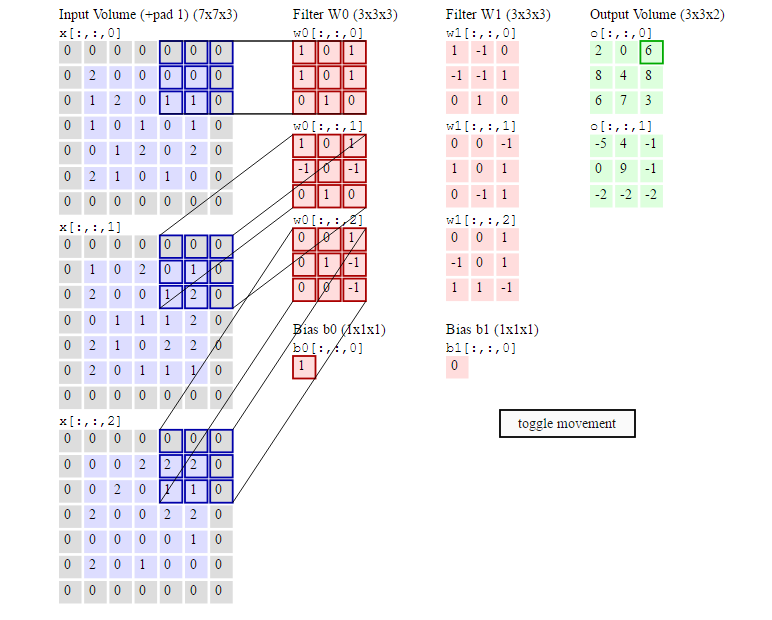 Input Volume (+pad 1) (7x7x3)
x[:,:,0]
0 0 0 0 0 0 0
0 2 0 0 0 0 0
0 1 2 0 1 1 0
0 1 0 1 0 1 0
0 0 1 2 0 2 0
0 2 1 0 1 0 0
0 0 0 0 0 0 0
x[:,:,1]
0 0 0 0 0 0 0
0 1 0 2 0 1 0
0 2 0 0 1 2 0
0 0 1 1 1 2 0
0 2 1 0 2 2 0
0 2 0 1 1 1 0
0 0 0 0 0 0 0
x[:,:,2]
0 0 0 0 0 0 0
0 0 0 2 2 2 0
0 0 2 0 1 1 0
0 2 0 0 2 2 0
0 0 0 0 0 1 0
0 2 0 1 0 0 0
0 0 0 0 0 0 0
Filter W0 (3x3x3)
w0[:,:,0]
1 0 1
1 0 1
0 1 0
w0[:,:,1]
1 0 1
-1 0 -1
0 1 0
w0[:,:,2]
0 0 1
0 1 -1
0 0 -1
Bias b0 (1x1x1)
b0[:,:,0]
1
Filter W1 (3x3x3)
w1[:,:,0]
1 -1 0
-1 -1 1
0 1 0
w1[:,:,1]
0 0 -1
1 0 1
0 -1 1
w1[:,:,2]
0 0 1
-1 0 1
1 1 -1
Bias b1 (1x1x1)
b1[:,:,0]
0
Output Volume (3x3x2)
o[:,:,0]
2 0 6
8 4 8
6 7 3
o[:,:,1]
-5 4 -1
0 9 -1
-2 -2 -2
toggle movement